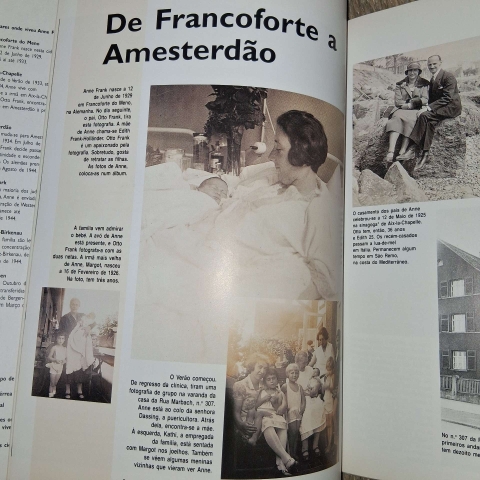 De Francoforte a
Amesterdão
Anne Frank nasce a 12
de Junho de 1929
em Francoforte do Meno,
na Alemanha. No dia seguinte,
o pai, Otto Frank, tira
esta fotografia. A mãe
de Anne chama-se Edith
Frank-Holländer. Otto Frank
é um apaixonado pela
fotografia. Sobretudo, gosta
de retratar as filhas.
As fotos de Anne,
coloca-as num álbum.
A família vem admirar
o bebé. A avó de Anne
está presente, e Otto
Frank fotografa-a com as
duas netas. A irmã mais velha
de Anne, Margot, nasceu
a 16 de Fevereiro de 1926.
Na foto, tem três anos.
O Verão começou.
De regresso da clínica, tiram uma
fotografia de grupo na varanda da
casa da Rua Marbach, n.º 307.
Anne está ao colo da senhora
Dassing, a puericultora. Atrás
dela, encontra-se a mãe.
À esquerda, Kathi, a empregada
da família, está sentada
com Margot nos joelhos. Também
se vêem algumas meninas
vizinhas que vieram ver Anne.
O casamento dos pais de Anne
celebrou-se a 12 de Maio de 1925
na sinagoga de Aix-la-Chapelle.
Otto tem, então, 36 anos
e Edith 25. Os recém-casados
passam a lua-de-mel
em Itália. Permanecem algum
tempo em São Remo,
na costa do Mediterrâneo.
No n.º 307 da
primeiro anda
tem dezoito me